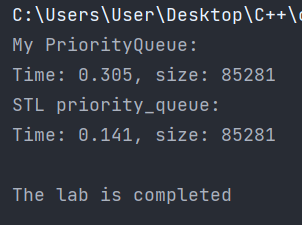 C:\Users\User\Desktop\C++\
My PriorityQueue:
Time: 0.305, size: 85281
STL priority_queue:
Time: 0.141, size: 85281
The lab is completed